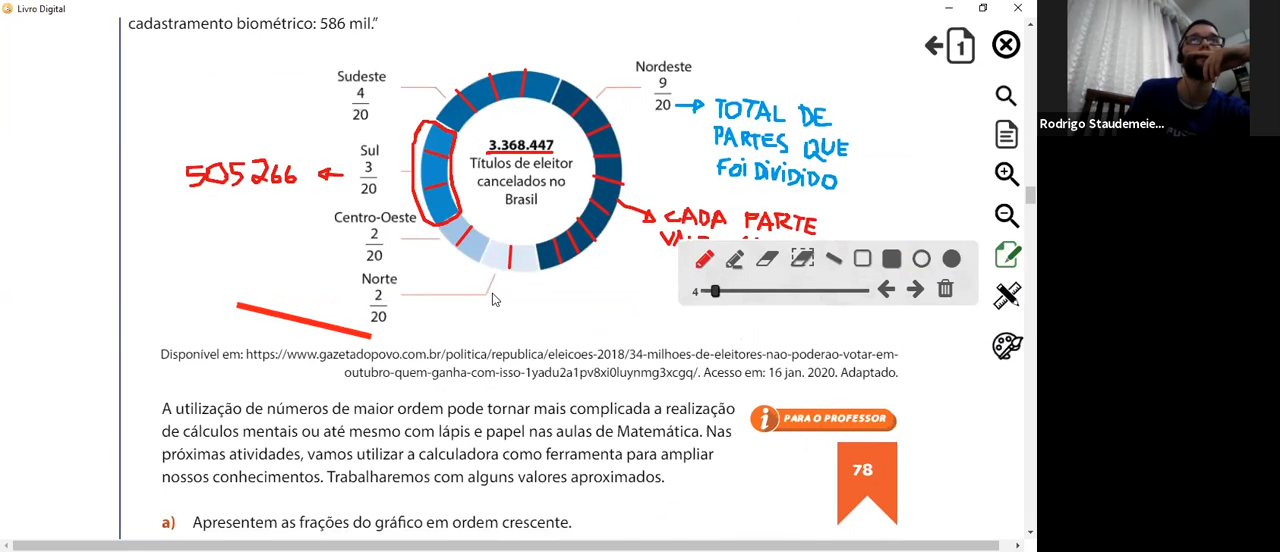 Livro Digital
cadastramento biométrico: 586 mil.”
1
Sudeste
4
20
Nordeste
9
20
TOTAL DE
PARTES QUE
FOI DIVIDIDO
3.368.447
Títulos de eleitor
cancelados no
Brasil
Sul
3
20
505266
CADA PARTE
Centro-Oeste
2
20
Norte
2
20
4
Rodrigo Staudemeie...
Disponível em: https://www.gazetadopovo.com.br/politica/republica/eleicoes-2018/34-milhoes-de-eleitores-nao-poderao-votar-em-
outubro-quem-ganha-com-isso-1yadu2a1pv8xi0luynmg3xcgq/. Acesso em: 16 jan. 2020. Adaptado.
A utilização de números de maior ordem pode tornar mais complicada a realização
de cálculos mentais ou até mesmo com lápis e papel nas aulas de Matemática. Nas
próximas atividades, vamos utilizar a calculadora como ferramenta para ampliar
nossos conhecimentos. Trabalharemos com alguns valores aproximados.
i PARA O PROFESSOR
78
a) Apresentem as frações do gráfico em ordem crescente.